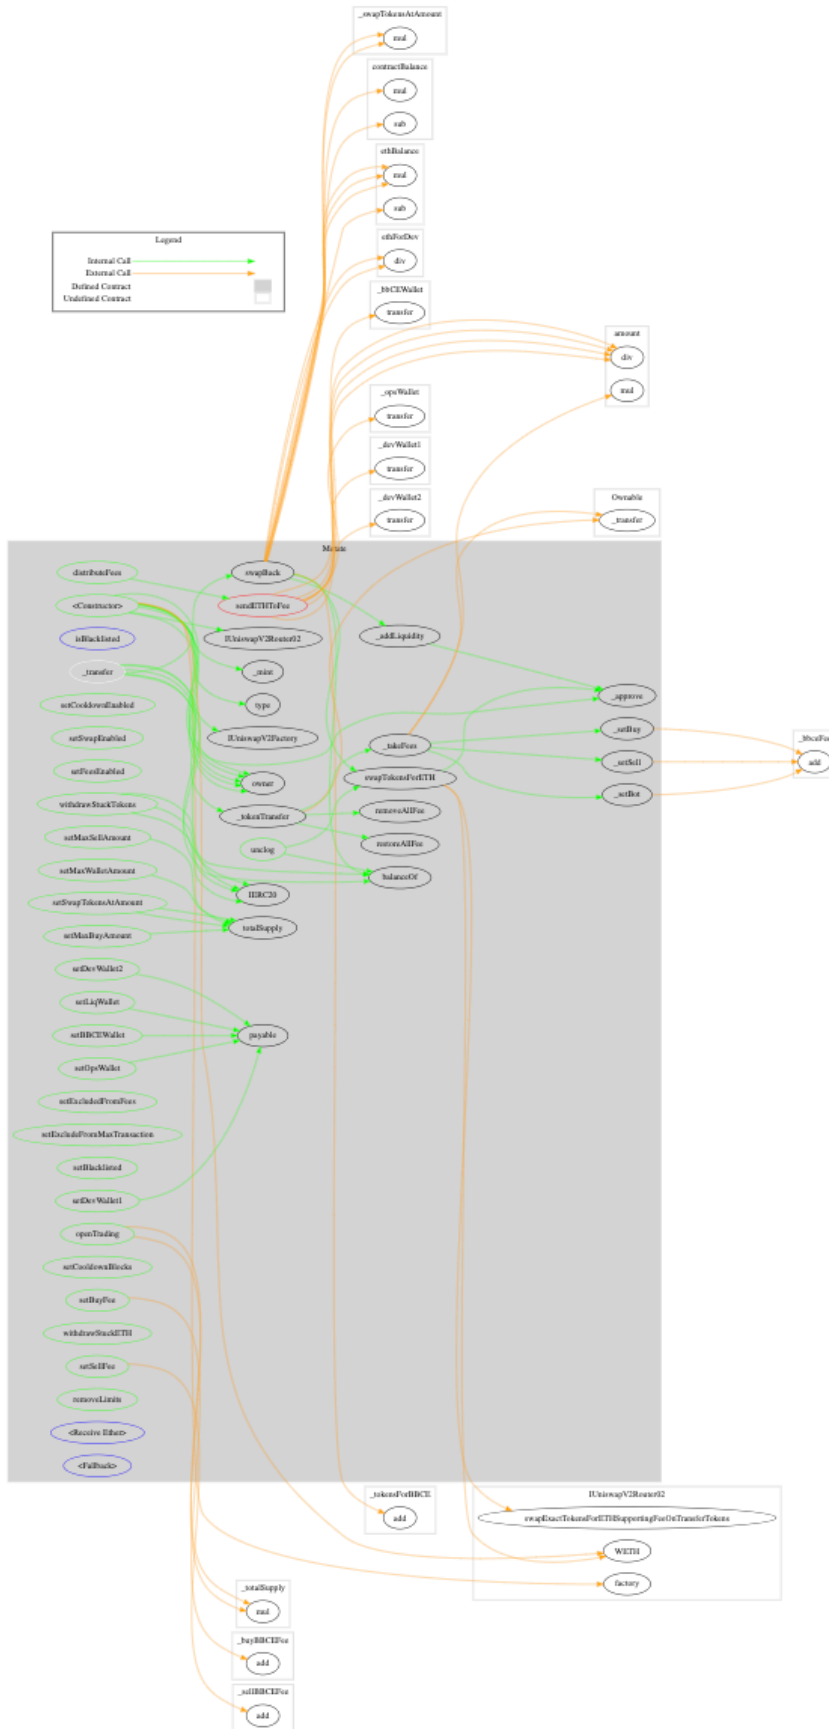 _swapTokensAtAmount
mul
contractBalance
mul
sub
ethBalance
mul
sub
Legend
Internal Call
External Call
Defined Contract
Undefined Contract
ethForDev
div
_bbCEWallet
transfer
amount
div
mul
_opsWallet
transfer
_devWallet1
transfer
_devWallet2
transfer
Ownable
_transfer
distributeFees
swapBack
<Constructor>
sendETHToFee
isBlacklisted
IUniswapV2Router02
_addLiquidity
_transfer
_mint
setCooldownEnabled
type
_approve
setSwapEnabled
IUniswapV2Factory
_takeFees
_setBuy
setFeesEnabled
owner
swapTokensForETH
_setSell
_bbceFee
add
withdrawStuckTokens
_tokenTransfer
removeAllFee
_setBot
setMaxSellAmount
unclog
restoreAllFee
setMaxWalletAmount
balanceOf
setSwapTokensAtAmount
IERC20
setMaxBuyAmount
totalSupply
setDevWallet2
setLiqWallet
setBBCEWallet
payable
setOpsWallet
setExcludedFromFees
setExcludeFromMaxTransaction
setBlacklisted
setDevWallet1
openTrading
setCooldownBlocks
setBuyFee
withdrawStuckETH
setSellFee
removeLimits
<Receive Ether>
<Fallback>
_tokensForBBCE
add
IUniswapV2Router02
swapExactTokensForETHSupportingFeeOnTransferTokens
WETH
factory
_totalSupply
mul
_buyBBCEFee
add
_sellBBCEFee
add